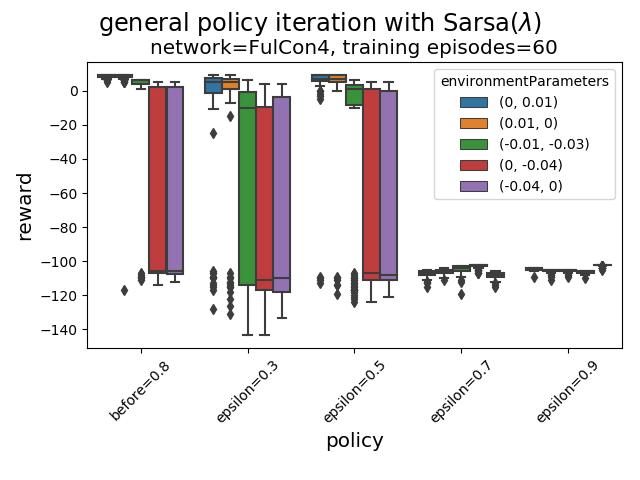 general policy iteration with Sarsa(λ)
network=FulCon4, training episodes=60
environmentParameters
(0, 0.01)
(0.01, 0)
(-0.01, -0.03)
(0, -0.04)
(-0.04, 0)
reward
0
−20
−40
−60
−80
−100
−120
−140
before=0.8
epsilon=0.3
epsilon=0.5
epsilon=0.7
epsilon=0.9
policy